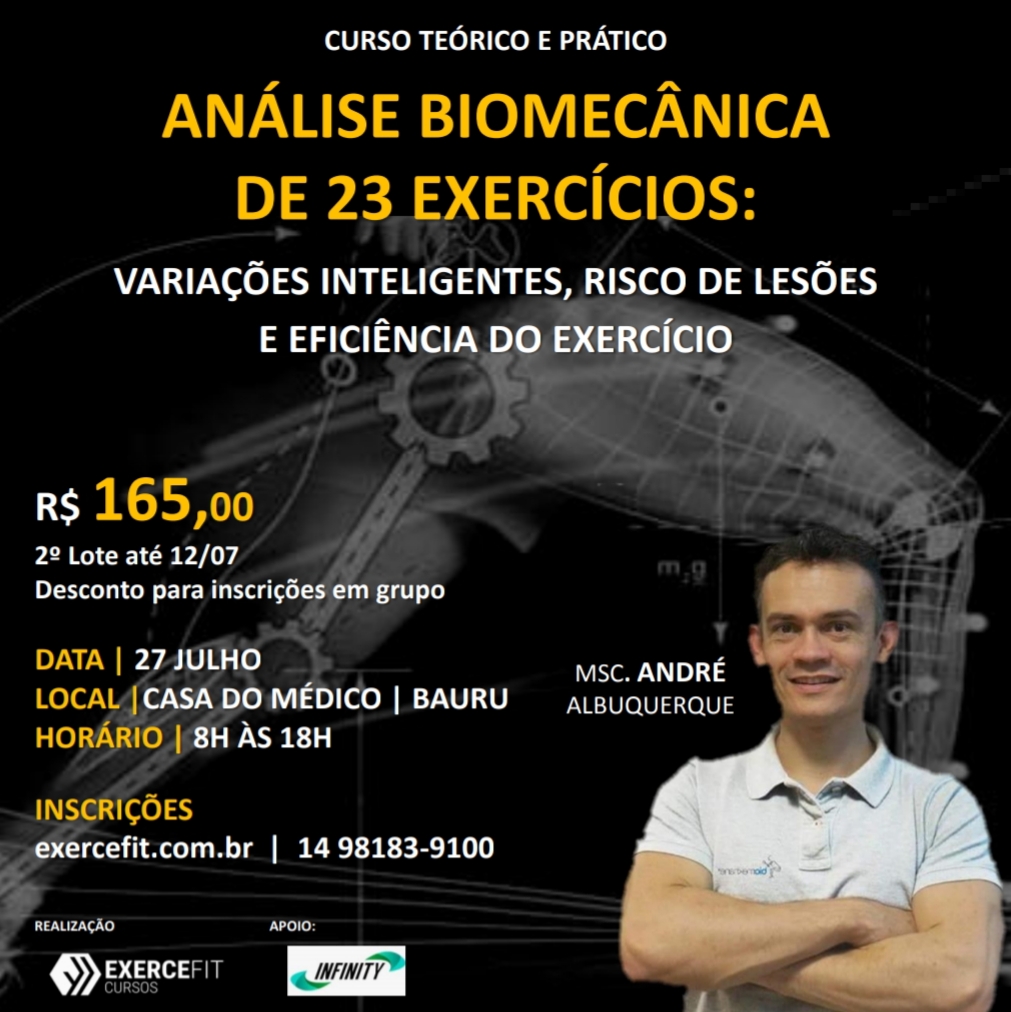 CURSO TEÓRICO E PRÁTICO
ANÁLISE BIOMECÂNICA
DE 23 EXERCÍCIOS:
VARIAÇÕES INTELIGENTES, RISCO DE LESÕES
E EFICIÊNCIA DO EXERCÍCIO
R$ 165,00
2º Lote até 12/07
Desconto para inscrições em grupo
m₂g
DATA | 27 JULHO
LOCAL |CASA DO MÉDICO | BAURU
HORÁRIO | 8H ÀS 18H
MSC. ANDRÉ
ALBUQUERQUE
INSCRIÇÕES
exercefit.com.br | 14 98183-9100
REALIZAÇÃO
APOIO:
EXERCEFIT
CURSOS
INFINITY